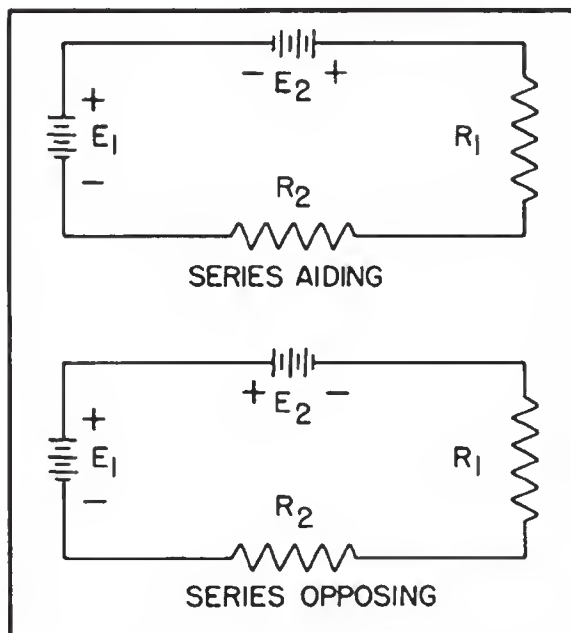 − E₂ +
+
E₁
−
R₁
R₂
SERIES AIDING
+ E₂ −
+
E₁
−
R₁
R₂
SERIES OPPOSING